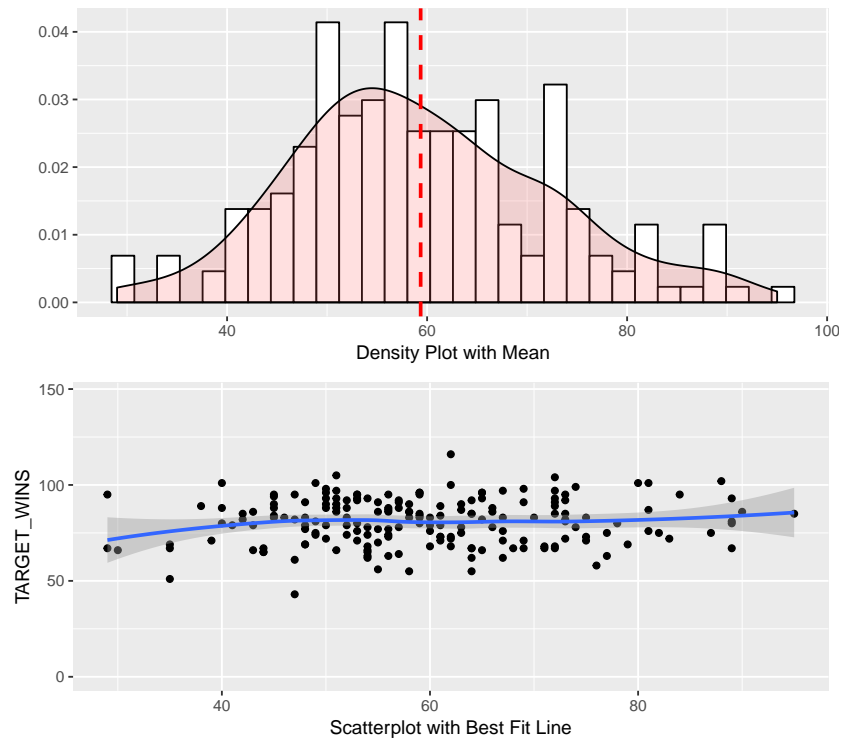 0.04
0.03
0.02
0.01
0.00
40 60 80 100
Density Plot with Mean
150
100
50
0
TARGET_WINS
40 60 80
Scatterplot with Best Fit Line